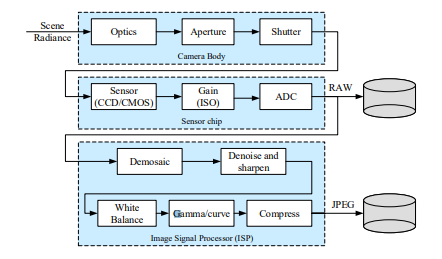 Scene
Radiance
Optics
Aperture
Shutter
Camera Body
Sensor
(CCD/CMOS)
Gain
(ISO)
ADC
RAW
Sensor chip
Demosaic
Denoise and
sharpen
White
Balance
Gamma/curve
Compress
JPEG
Image Signal Processor (ISP)